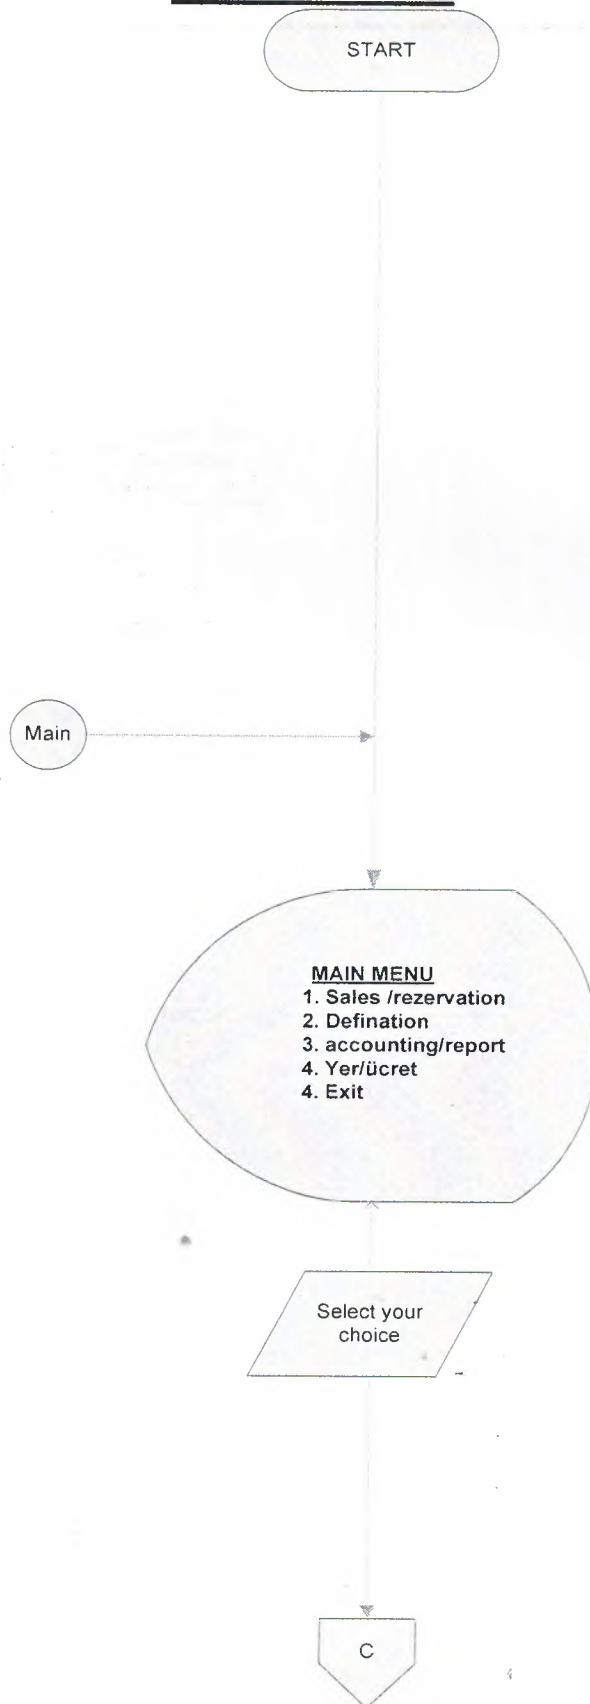 START
Main
MAIN MENU
1. Sales /rezervation
2. Defination
3. accounting/report
4. Yer/ücret
4. Exit
Select your
choice
C